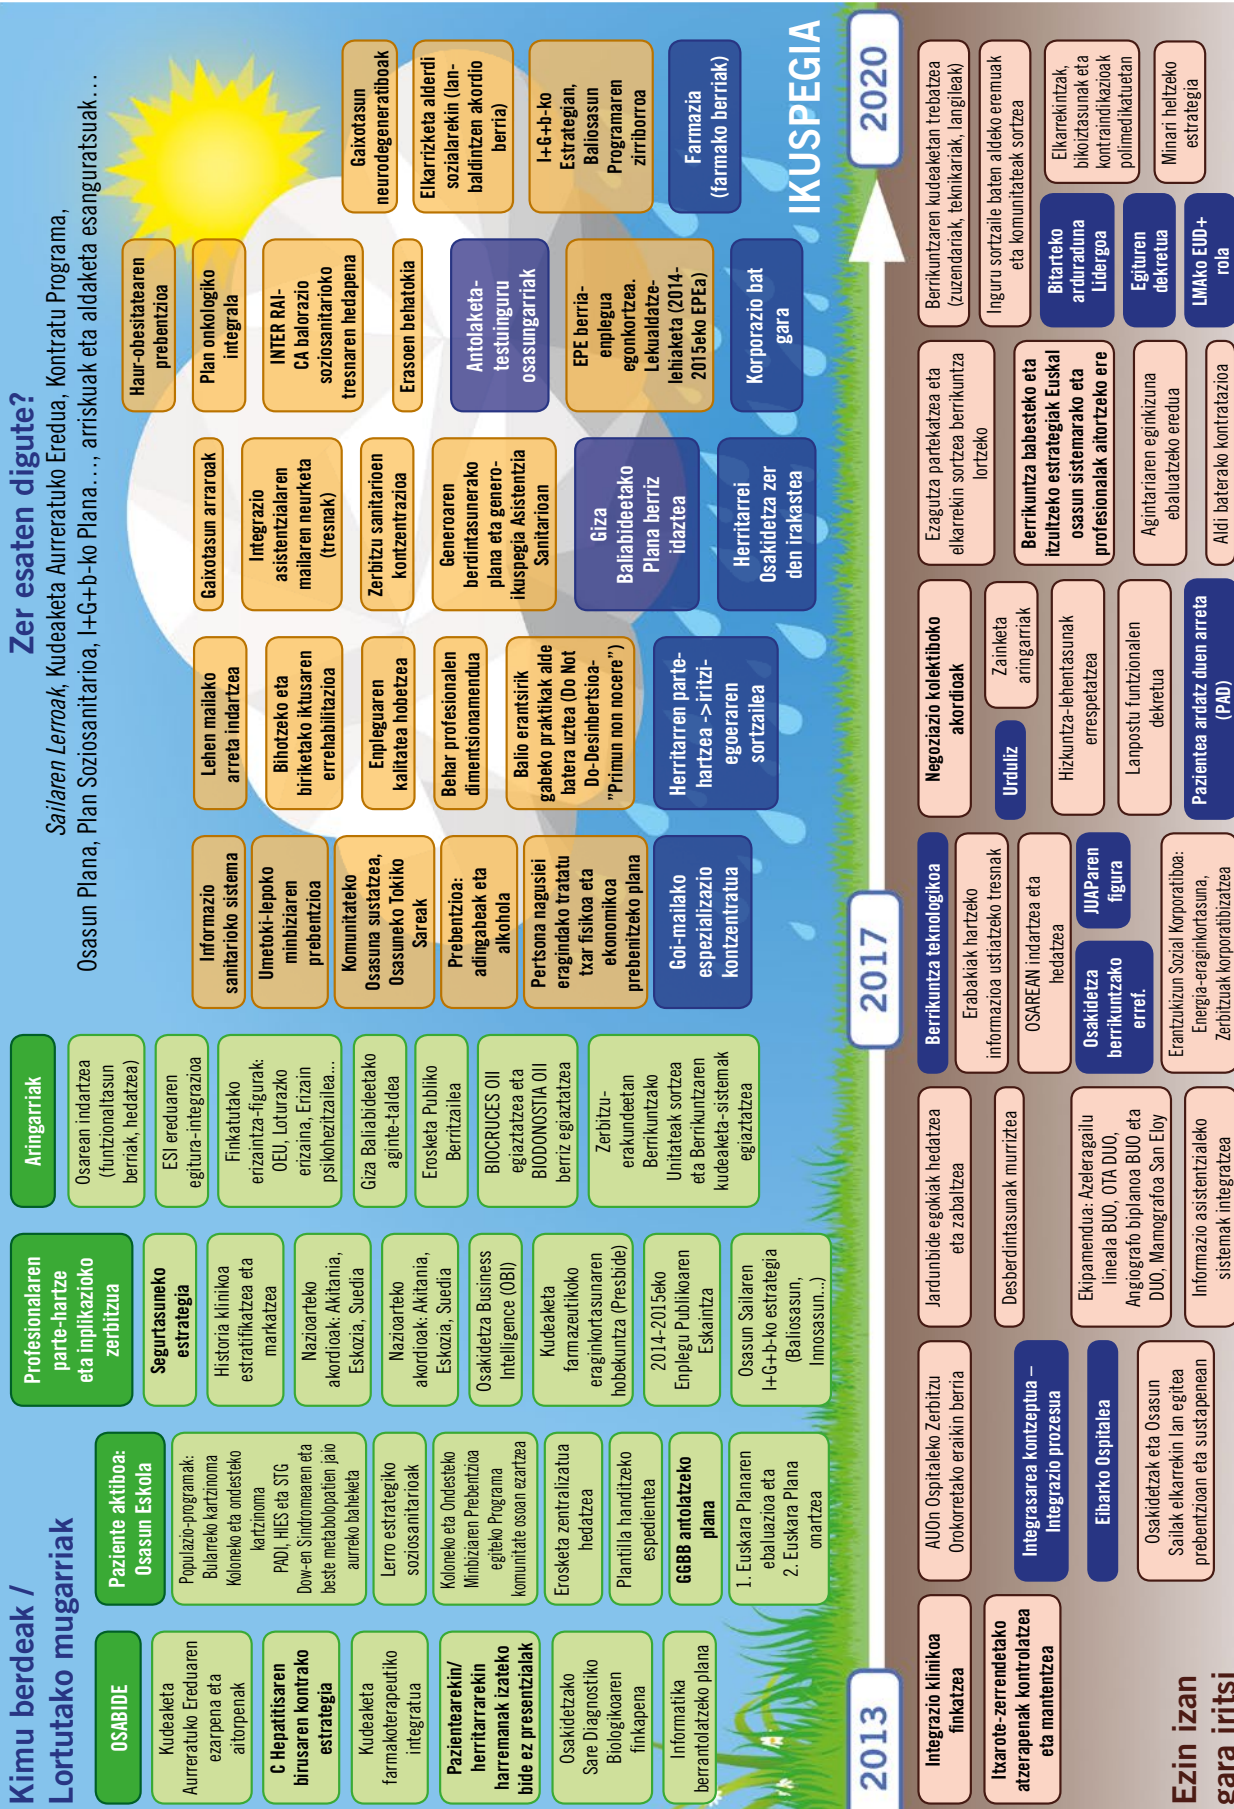 Kimu berdeak /
Lortutako mugarriak
Zer esaten digute?
Sailaren Lerroak, Kudeaketa Aurreratuko Eredua, Kontratu Programa,
Osasun Plana, Plan Soziosanitarioa, I+G+b-ko Plana…, arriskuak eta aldaketa esanguratsuak…
OSABIDE
Kudeaketa
Aurreratuko Ereduaren
ezarpena eta
aitorpenak
C Hepatitisaren
birusaren kontrako
estrategia
Kudeaketa
farmakoterapeutiko
integratua
Pazientearekin/
herritarrarekin
harremanak izateko
bide ez presentzialak
Osakidetzako
Sare Diagnostiko
Biologikoaren
finkapena
Informatika
berrantolatzeko plana
Paziente aktiboa:
Osasun Eskola
Populazio-programak:
Bularreko kartzinoma
Koloneko eta ondesteko
kartzinoma
PADI, HIES eta STG
Dow-en Sindromearen eta
beste metabolopatien jaio
aurreko baheketa
Lerro estrategiko
soziosanitarioak
Koloneko eta Ondesteko
Minbiziaren Prebentzioa
egiteko Programa
komunitate osoan ezartzea
Erosketa zentralizatua
hedatzea
Plantilla handitzeko
espedientea
GGBB antolatzeko
plana
1. Euskara Planaren
ebaluazioa eta
2. Euskara Plana
onartzea
Profesionalaren
parte-hartze
eta inplikazioko
zerbitzua
Segurtasuneko
estrategia
Historia klinikoa
estratifikatzea eta
markatzea
Nazioarteko
akordioak: Akitania,
Eskozia, Suedia
Nazioarteko
akordioak: Akitania,
Eskozia, Suedia
Osakidetza Business
Intelligence (OBI)
Kudeaketa
farmazeutikoko
eraginkortasunaren
hobekuntza (Presbide)
2014-2015eko
Enplegu Publikoaren
Eskaintza
Osasun Sailaren
I+G+b-ko estrategia
(Baliosasun,
Innosasun...)
Aringarriak
Osarean indartzea
(funtzionaltasun
berriak, hedatzea)
ESI ereduaren
egitura-integrazioa
Finkatutako
erizaintza-figurak:
OEU, Loturazko
erizaina, Erizain
psikohezitzailea...
Giza Baliabideetako
aginte-taldea
Erosketa Publiko
Berritzailea
BIOCRUCES OII
egiaztatzea eta
BIODONOSTIA OII
berriz egiaztatzea
Zerbitzu-
erakundeetan
Berrikuntzako
Unitateak sortzea
eta Berrikuntzaren
kudeaketa-sistemak
egiaztatzea
Informazio
sanitarioko sistema
Umetoki-lepoko
minbiziaren
prebentzioa
Komunitateko
Osasuna sustatzea,
Osasuneko Tokiko
Sareak
Prebentzioa:
adingabeak eta
alkohola
Pertsona nagusiei
eragindako tratatu
txar fisikoa eta
ekonomikoa
prebenitzeko plana
Goi-mailako
espezializazio
kontzentratua
Lehen mailako
arreta indartzea
Bihotzeko eta
biriketako iktusaren
errehabilitazioa
Enpleguaren
kalitatea hobetzea
Behar profesionalen
dimentsionamendua
Balio erantsirik
gabeko praktikak alde
batera uztea (Do Not
Do-Desinbertsioa-
"Primun non nocere")
Herritarren parte-
hartzea ->iritzi-
egoeraren
sortzailea
Gaixotasun arraroak
Integrazio
asistentzialaren
mailaren neurketa
(tresnak)
Zerbitzu sanitarioen
kontzentrazioa
Generoaren
berdintasunerako
plana eta genero-
ikuspegia Asistentzia
Sanitarioan
Giza
Baliabideetako
Plana berriz
idaztea
Herritarrei
Osakidetza zer
den irakastea
Haur-obesitatearen
prebentzioa
Plan onkologiko
integrala
INTER RAI-
CA balorazio
soziosanitarioko
tresnaren hedapena
Erasoen behatokia
Antolaketa-
testuinguru
osasungarriak
EPE berria-
enplegua
egonkortzea.
Lekualdatze-
lehiaketa (2014-
2015eko EPEa)
Korporazio bat
gara
Gaixotasun
neurodegeneratiboak
Elkarrizketa alderdi
sozialarekin (lan-
baldintzen akordio
berria)
I+G+b-ko
Estrategian,
Baliosasun
Programaren
zirriborroa
Farmazia
(farmako berriak)
IKUSPEGIA
2013
2017
2020
Integrazio klinikoa
finkatzea
Itxarote-zerrendetako
atzerapenak kontrolatzea
eta mantentzea
AUOn Ospitaleko Zerbitzu
Orokorretako eraikin berria
Integrasarea kontzeptua –
Integrazio prozesua
Eibarko Ospitalea
Osakidetzak eta Osasun
Sailak elkarrekin lan egitea
prebentzioan eta sustapenean
Jardunbide egokiak hedatzea
eta zabaltzea
Desberdintasunak murriztea
Ekipamendua: Azeleragailu
lineala BUO, OTA DUO,
Angiografo biplanoa BUO eta
DUO, Mamografoa San Eloy
Informazio asistentzialeko
sistemak integratzea
Berrikuntza teknologikoa
Erabakiak hartzeko
informazioa ustiatzeko tresnak
OSAREAN indartzea eta
hedatzea
Osakidetza
berrikuntzako
erref.
JUAParen
figura
Erantzukizun Sozial Korporatiboa:
Energia-eraginkortasuna,
Zerbitzuak korporatibizatzea
Negoziazio kolektiboko
akordioak
Urduliz
Zainketa
aringarriak
Hizkuntza-lehentasunak
errespetatzea
Lanpostu funtzionalen
dekretua
Pazientea ardatz duen arreta
(PAD)
Ezagutza partekatzea eta
elkarrekin sortzea berrikuntza
lortzeko
Berrikuntza babesteko eta
itzultzeko estrategiak Euskal
osasun sistemarako eta
profesionalak aitortzeko ere
Agintariaren eginkizuna
ebaluatzeko eredua
Aldi baterako kontratazioa
Berrikuntzaren kudeaketan trebatzea
(zuzendariak, teknikariak, langileak)
Inguru sortzaile baten aldeko eremuak
eta komunitateak sortzea
Bitarteko
arduraduna
Lidergoa
Elkarrekintzak,
bikoiztasunak eta
kontraindikazioak
polimedikatuetan
Egituren
dekretua
Minari heltzeko
estrategia
LMAko EUD+
rola
Ezin izan
gara iritsi